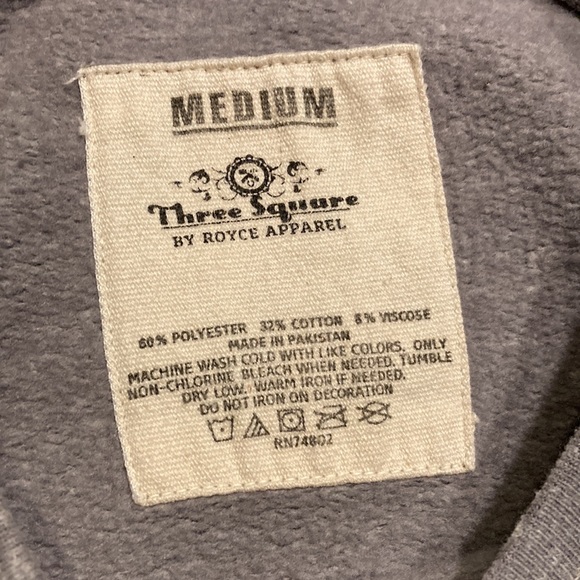 MEDIUM
Three Square
BY ROYCE APPAREL
60% POLYESTER 32% COTTON 8% VISCOSE
MADE IN PAKISTAN
MACHINE WASH COLD WITH LIKE COLORS, ONLY
NON-CHLORINE BLEACH WHEN NEEDED. TUMBLE
DRY LOW. WARM IRON IF NEEDED.
DO NOT IRON ON DECORATION
RN74802